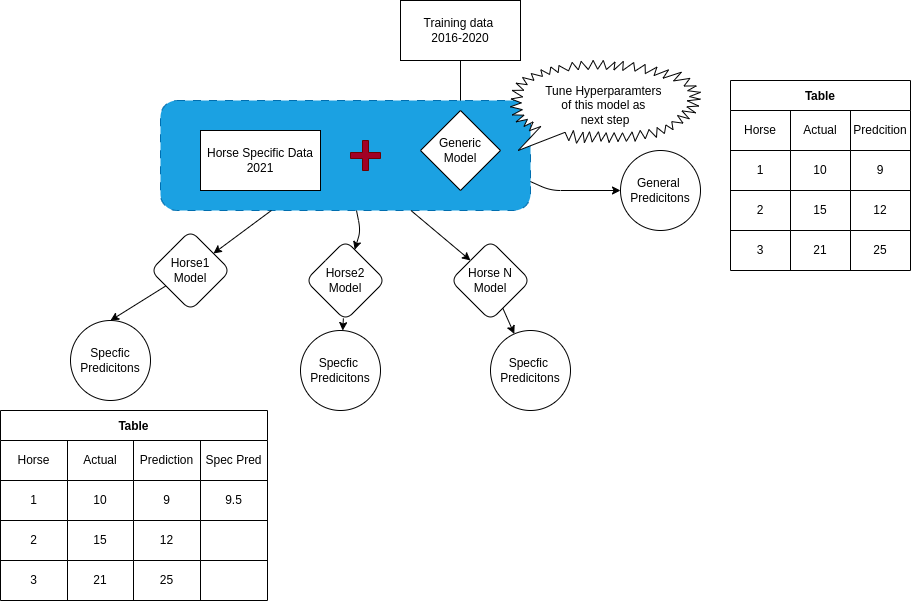 Training data
2016-2020
Tune Hyperparamters
of this model as
next step
Horse Specific Data
2021
Generic
Model
General
Predicitons
Table
Horse Actual Predcition
1 10 9
2 15 12
3 21 25
Horse1
Model
Horse2
Model
Horse N
Model
Specfic
Predicitons
Specfic
Predicitons
Specfic
Predicitons
Table
Horse Actual Prediction Spec Pred
1 10 9 9.5
2 15 12
3 21 25